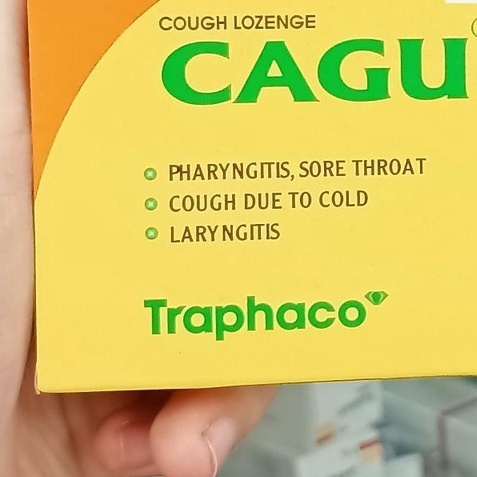 COUGH LOZENGE
CAGU
PHARYNGITIS, SORE THROAT
COUGH DUE TO COLD
LARYNGITIS
Traphaco